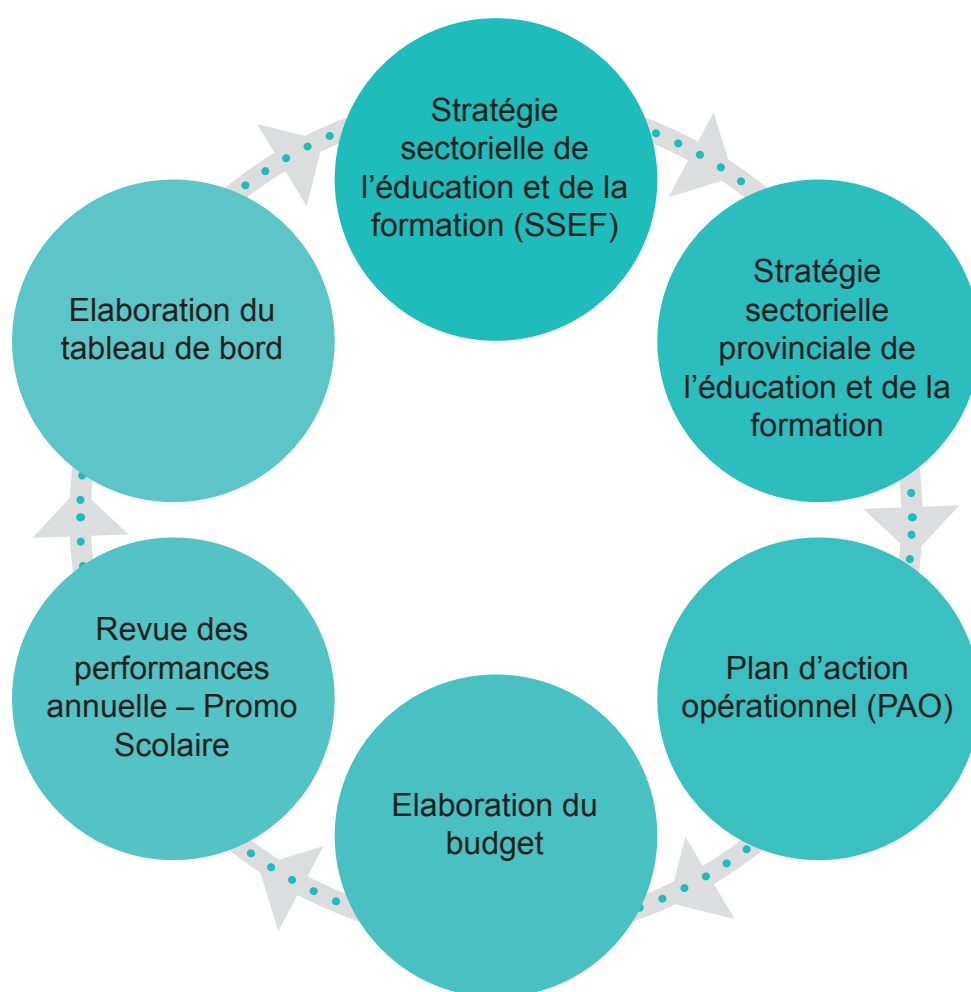 Stratégie
sectorielle de
l’éducation et de la
formation (SSEF)
Stratégie
sectorielle
provinciale de
l’éducation et de la
formation
Plan d’action
opérationnel (PAO)
Elaboration du
budget
Revue des
performances
annuelle – Promo
Scolaire
Elaboration du
tableau de bord